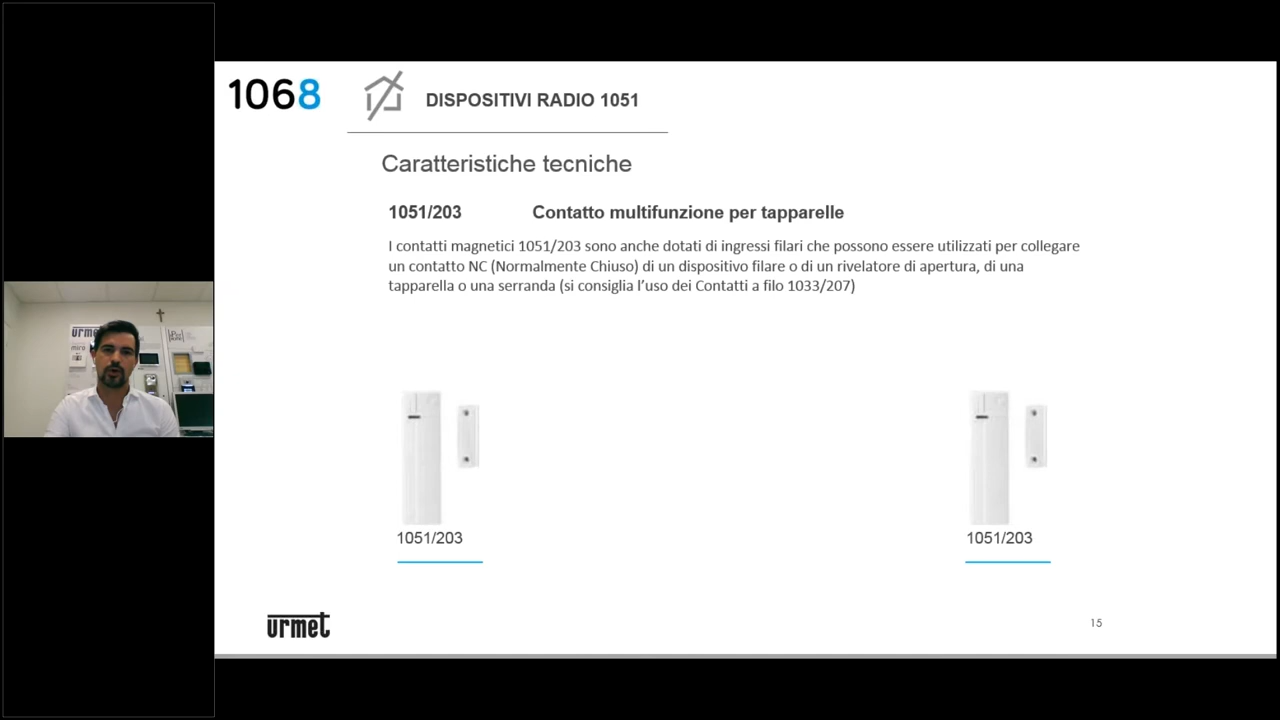 1068
DISPOSITIVI RADIO 1051
Caratteristiche tecniche
1051/203 Contatto multifunzione per tapparelle
I contatti magnetici 1051/203 sono anche dotati di ingressi filari che possono essere utilizzati per collegare
un contatto NC (Normalmente Chiuso) di un dispositivo filare o di un rivelatore di apertura, di una
tapparella o una serranda (si consiglia l'uso dei Contatti a filo 1033/207)
urmet
1051/203
1051/203
urmet
15